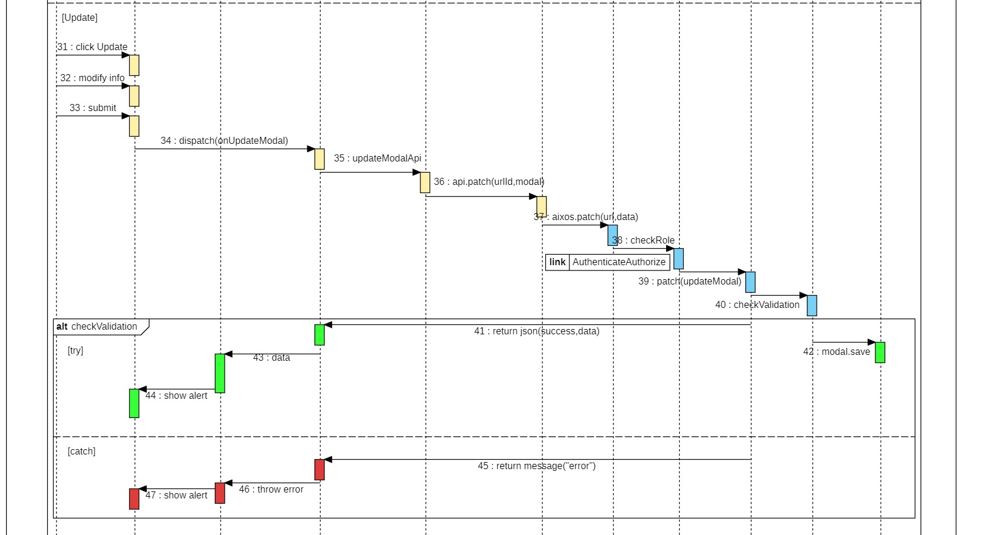 [Update]
31 : click Update
32 : modify info
33 : submit
34 : dispatch(onUpdateModal)
35 : updateModalApi
36 : api.patch(urlId,modal)
37 : aixos.patch(url,data)
38 : checkRole
link AuthenticateAuthorize
39 : patch(updateModal)
40 : checkValidation
alt checkValidation
41 : return json(success,data)
[try]
42 : modal.save
43 : data
44 : show alert
[catch]
45 : return message("error")
46 : throw error
47 : show alert